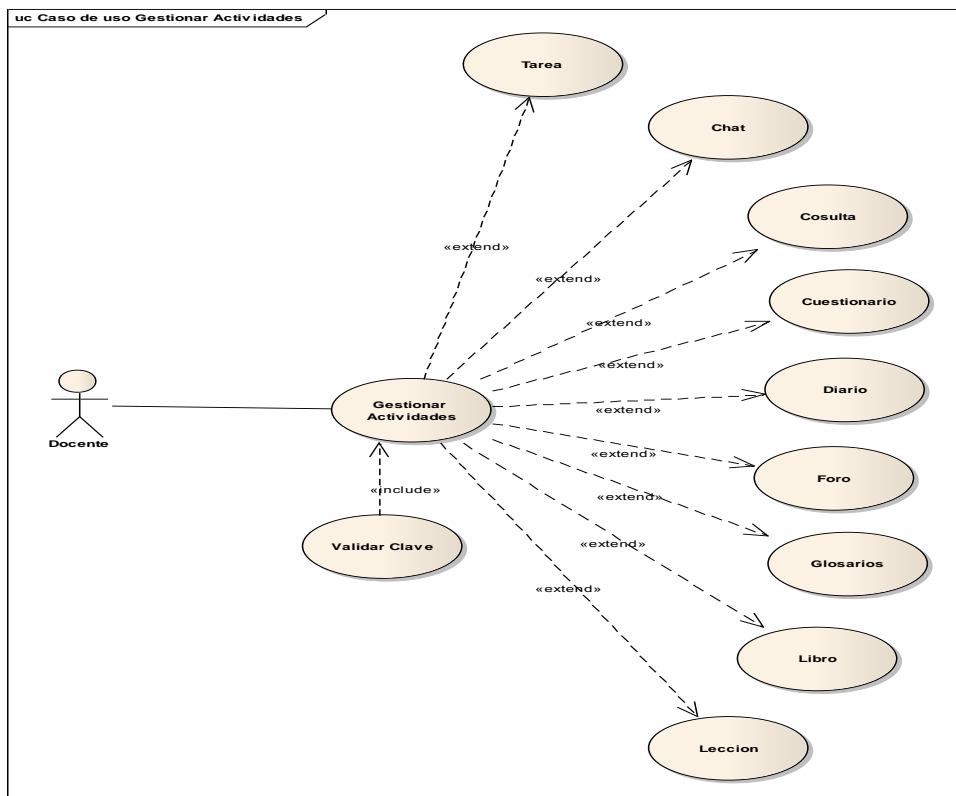 uc Caso de uso Gestionar Actividades
Tarea
Chat
«extend»
Cosulta
«extend»
Cuestionario
«extend»
«extend»
Diario
Gestionar
Actividades
«extend»
Docente
«extend»
Foro
«include»
«extend»
Validar Clave
«extend»
Glosarios
«extend»
Libro
Leccion